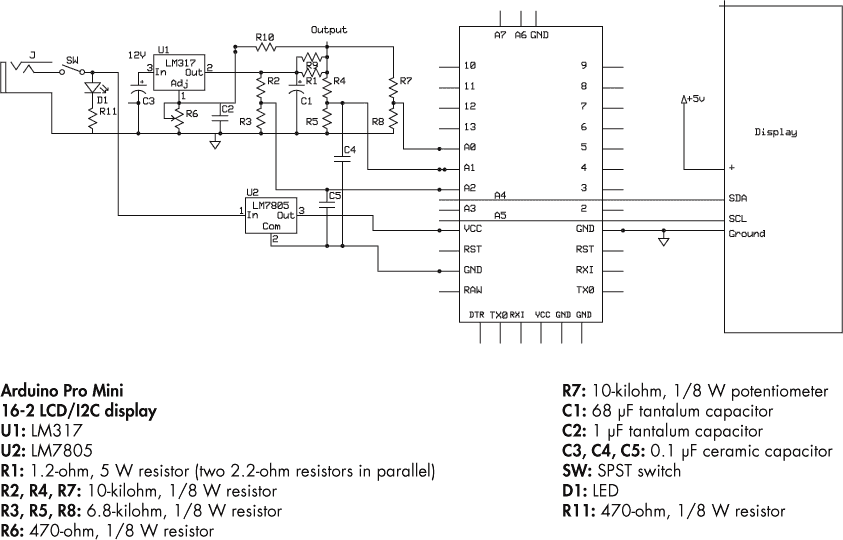 Output
A7 A6 GND
J SW 12V U1 R10
LM317
3 In Out 2
Adj
1
R9
R2 R1 R4 R7
D1
R11
C3 R6 C2 R3 C1 R5 R8
C4
C5
U2
LM7805
1 In Out 3
Com
2
10 9
11 8
12 7
13 6
A0 5
A1 4
A2 3
A4
A3 2
A5
VCC GND
RST RST
GND RXI
RAW TX0
DTR TX0 RXI VCC GND GND
+5v
Display
+
SDA
SCL
Ground
Arduino Pro Mini
16-2 LCD/I2C display
U1: LM317
U2: LM7805
R1: 1.2-ohm, 5 W resistor (two 2.2-ohm resistors in parallel)
R2, R4, R7: 10-kilohm, 1/8 W resistor
R3, R5, R8: 6.8-kilohm, 1/8 W resistor
R6: 470-ohm, 1/8 W resistor
R7: 10-kilohm, 1/8 W potentiometer
C1: 68 µF tantalum capacitor
C2: 1 µF tantalum capacitor
C3, C4, C5: 0.1 µF ceramic capacitor
SW: SPST switch
D1: LED
R11: 470-ohm, 1/8 W resistor